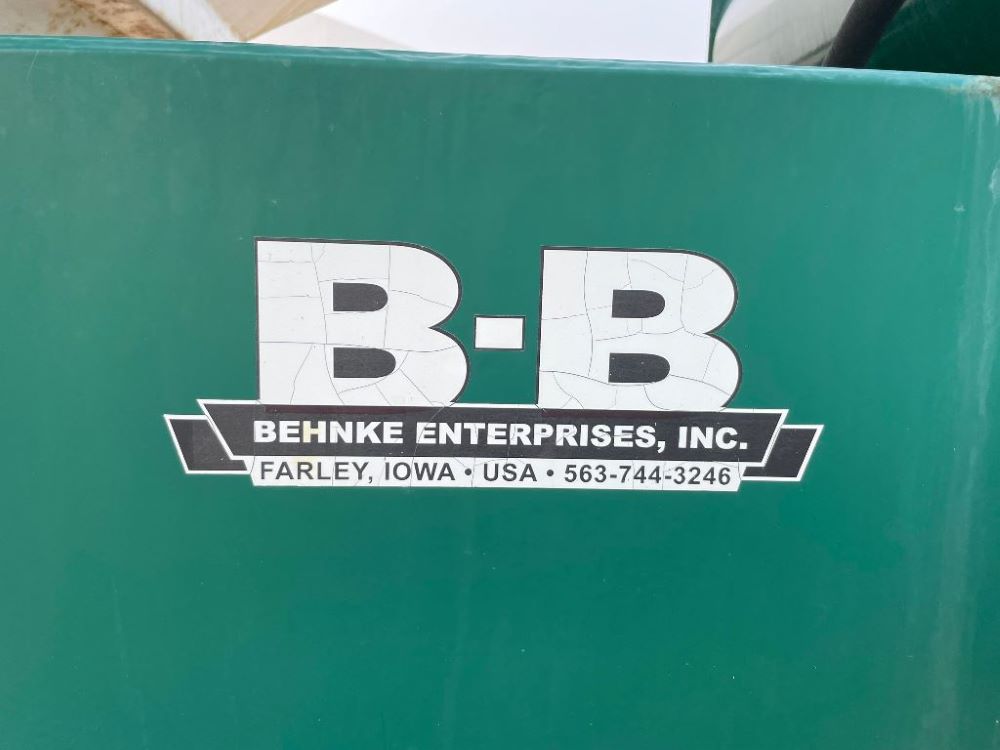 B-B
BEHNKE ENTERPRISES, INC.
FARLEY, IOWA • USA • 563-744-3246